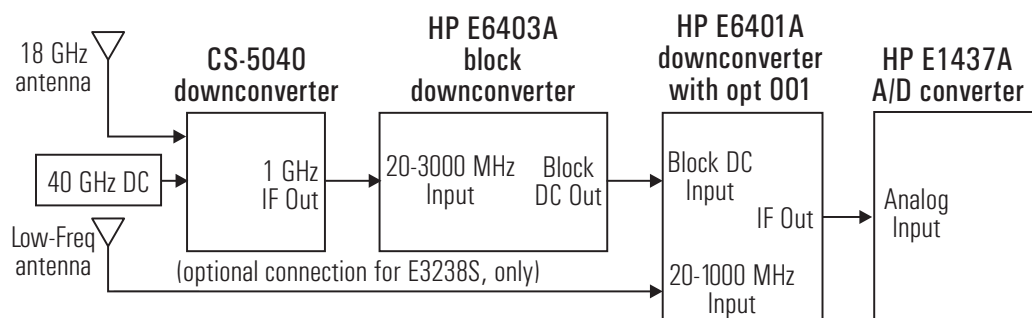 18 GHz
antenna
CS-5040
downconverter
HP E6403A
block
downconverter
HP E6401A
downconverter
with opt 001
HP E1437A
A/D converter
40 GHz DC
1 GHz
IF Out
20-3000 MHz
Input
Block
DC Out
Block DC
Input
IF Out
Analog
Input
Low-Freq
antenna
(optional connection for E3238S, only)
20-1000 MHz
Input